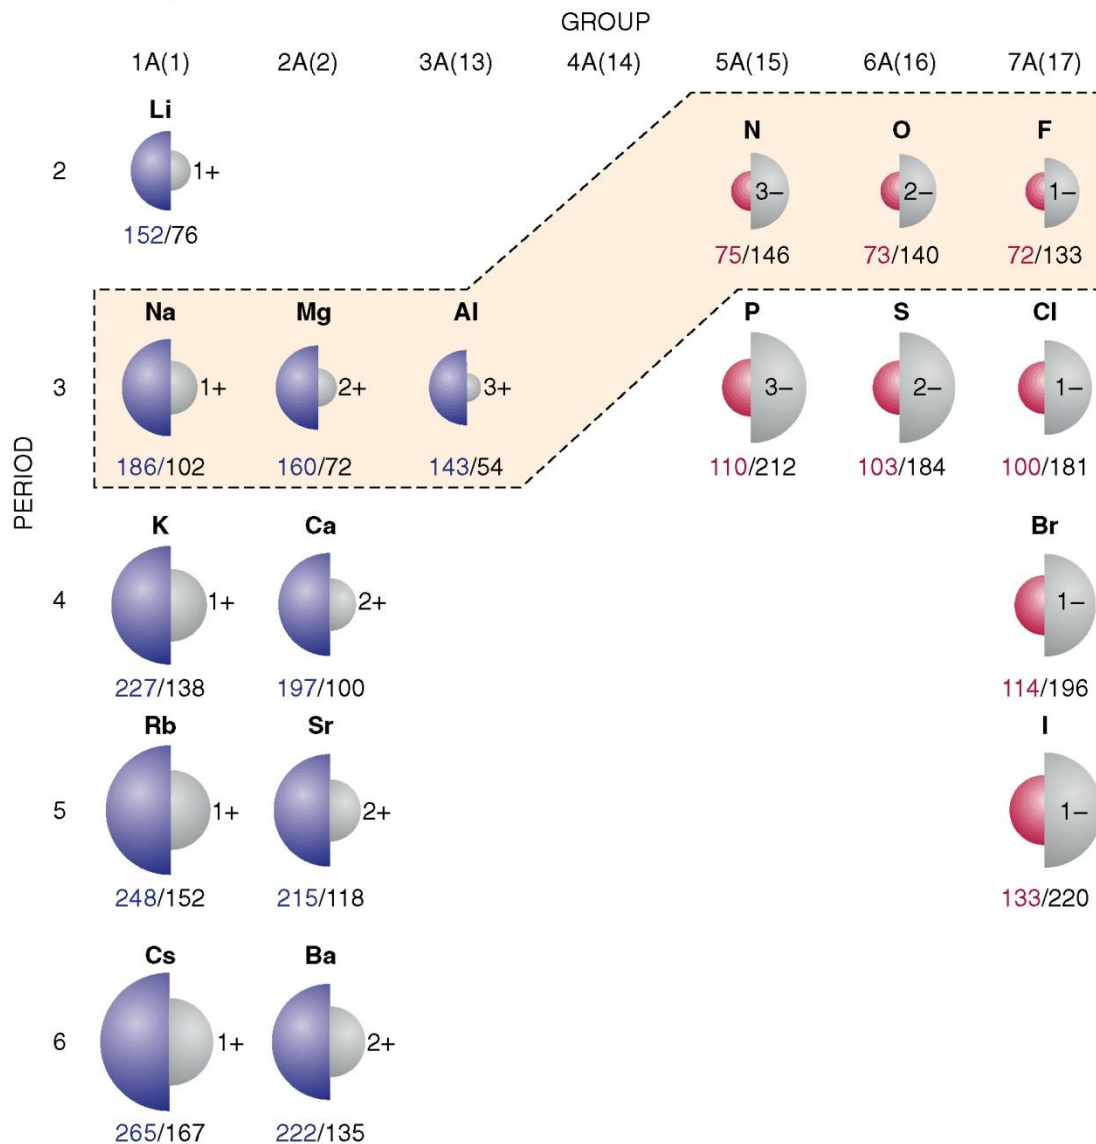 GROUP
1A(1) 2A(2) 3A(13) 4A(14) 5A(15) 6A(16) 7A(17)
Li N O F
2 1+ 3– 2– 1–
152/76 75/146 73/140 72/133
Na Mg Al P S Cl
3 1+ 2+ 3+ 3– 2– 1–
186/102 160/72 143/54 110/212 103/184 100/181
PERIOD
K Ca Br
4 1+ 2+ 1–
227/138 197/100 114/196
Rb Sr I
5 1+ 2+ 1–
248/152 215/118 133/220
Cs Ba
6 1+ 2+
265/167 222/135